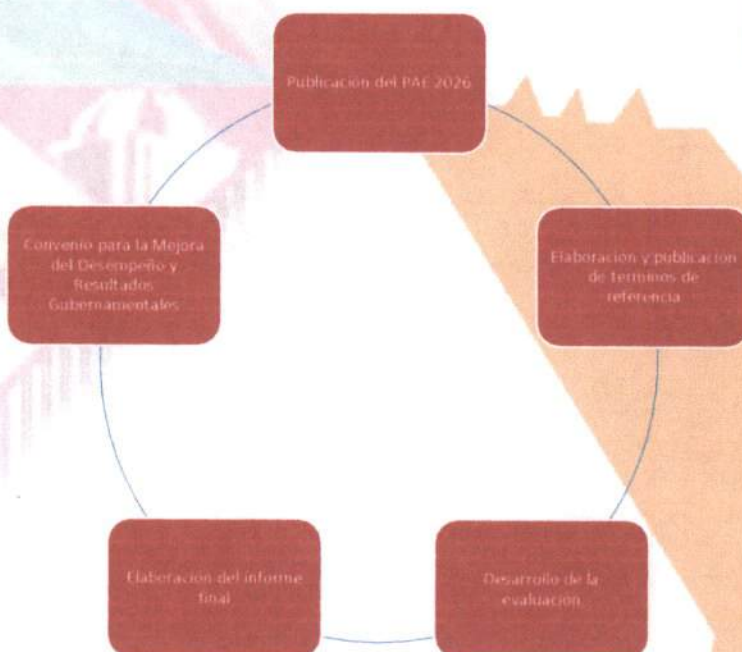 Publicación del PAE 2026
Convenio para la Mejora
del Desempeño y
Resultados
Gubernamentales
Elaboración y publicación
de terminos de
referencia
Elaboración del informe
final
Desarrollo de la
evaluación